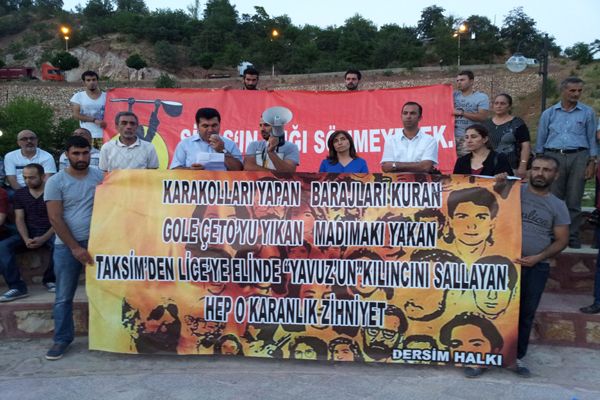 SÖNMEYECEK.
KARAKOLLARI YAPAN BARAJLARI KURAN
GOLE ÇETO'YU YIKAN MADIMAKI YAKAN
TAKSİM'DEN LİCE'YE ELİNDE "YAVUZ'UN" KILINCINI SALLAYAN
HEP O KARANLIK ZİHNİYET
DERSİM HALKI